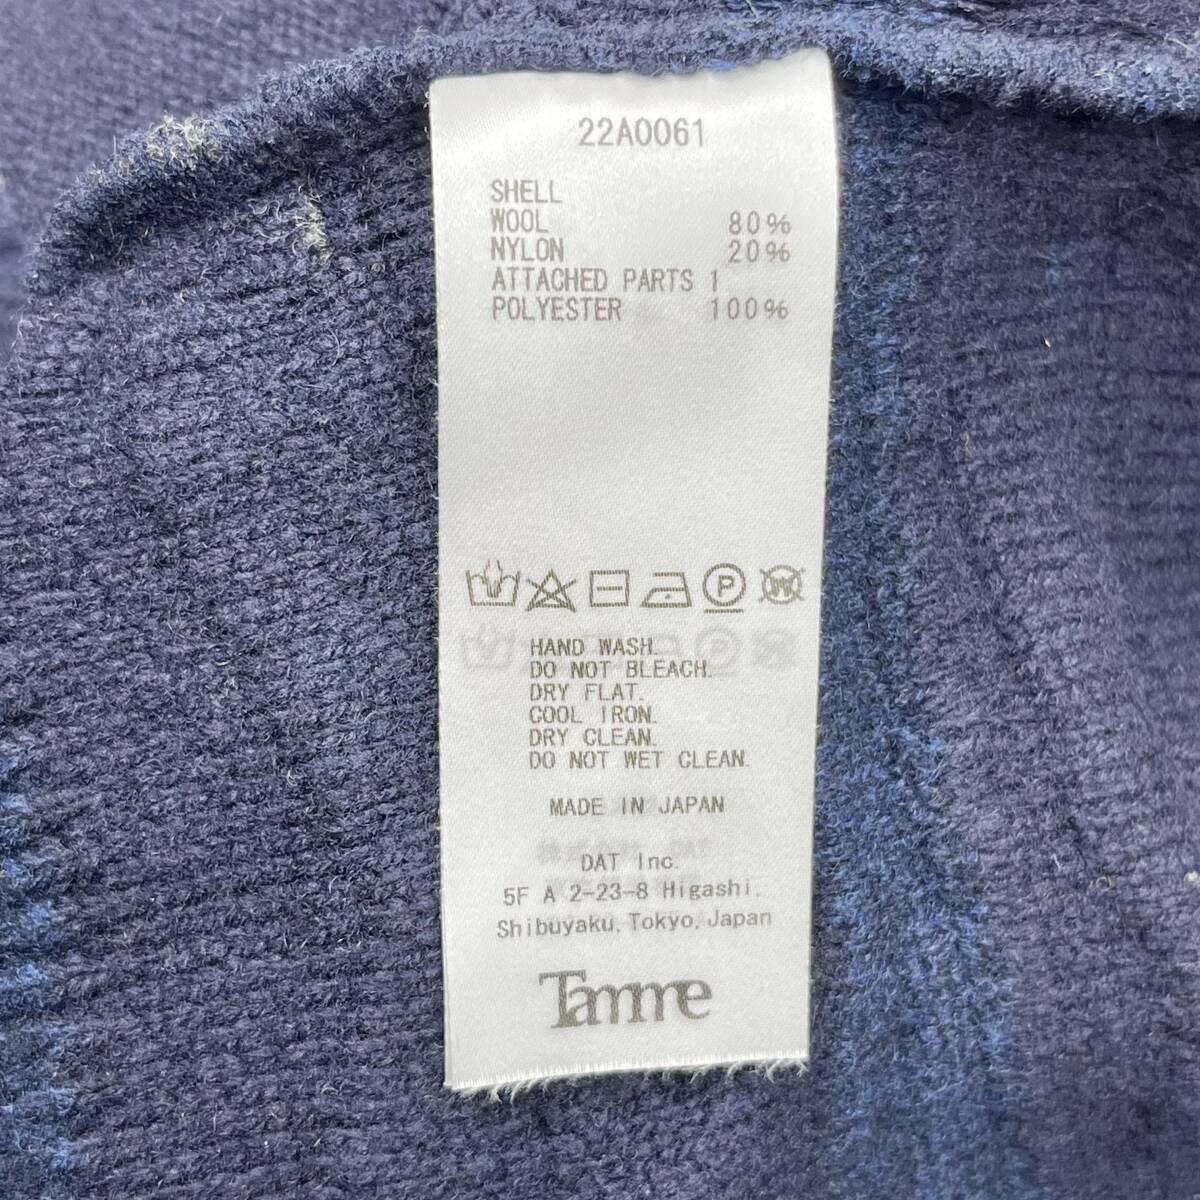 22A0061
SHELL
WOOL 80%
NYLON 20%
ATTACHED PARTS 1
POLYESTER 100%
P W
HAND WASH.
DO NOT BLEACH.
DRY FLAT.
COOL IRON.
DRY CLEAN.
DO NOT WET CLEAN.
MADE IN JAPAN
DAT Inc.
5F A 2-23-8 Higashi,
Shibuyaku, Tokyo, Japan
Tamme